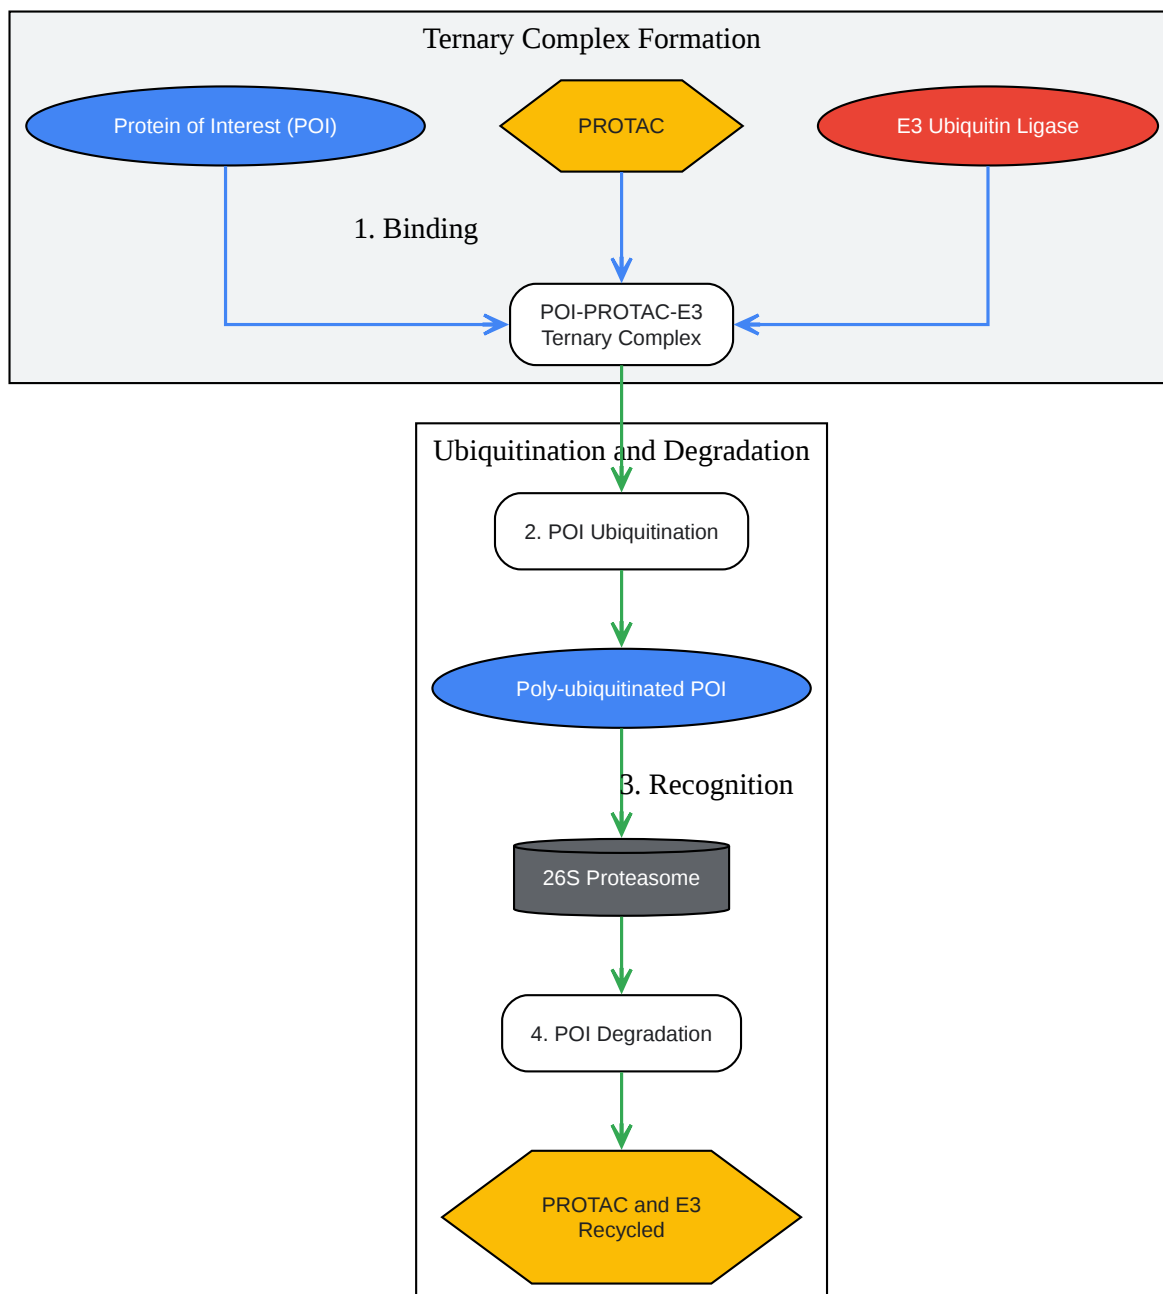 Ternary Complex Formation
Protein of Interest (POI)
PROTAC
E3 Ubiquitin Ligase
1. Binding
POI-PROTAC-E3
Ternary Complex
Ubiquitination and Degradation
2. POI Ubiquitination
Poly-ubiquitinated POI
3. Recognition
26S Proteasome
4. POI Degradation
PROTAC and E3
Recycled